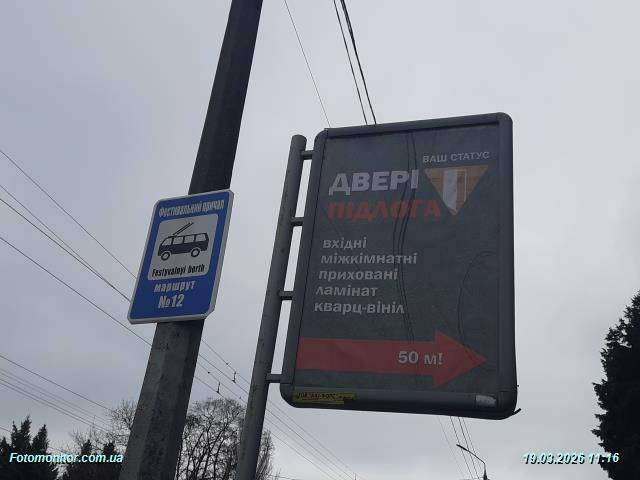 Фестивальний причал
Festyvalnyi berth
маршрут
№12
ВАШ СТАТУС
ДВЕРІ
ПІДЛОГА
вхідні
міжкімнатні
приховані
ламінат
кварц-вініл
50 м!
Fotomonitor.com.ua
19.03.2026 11:16